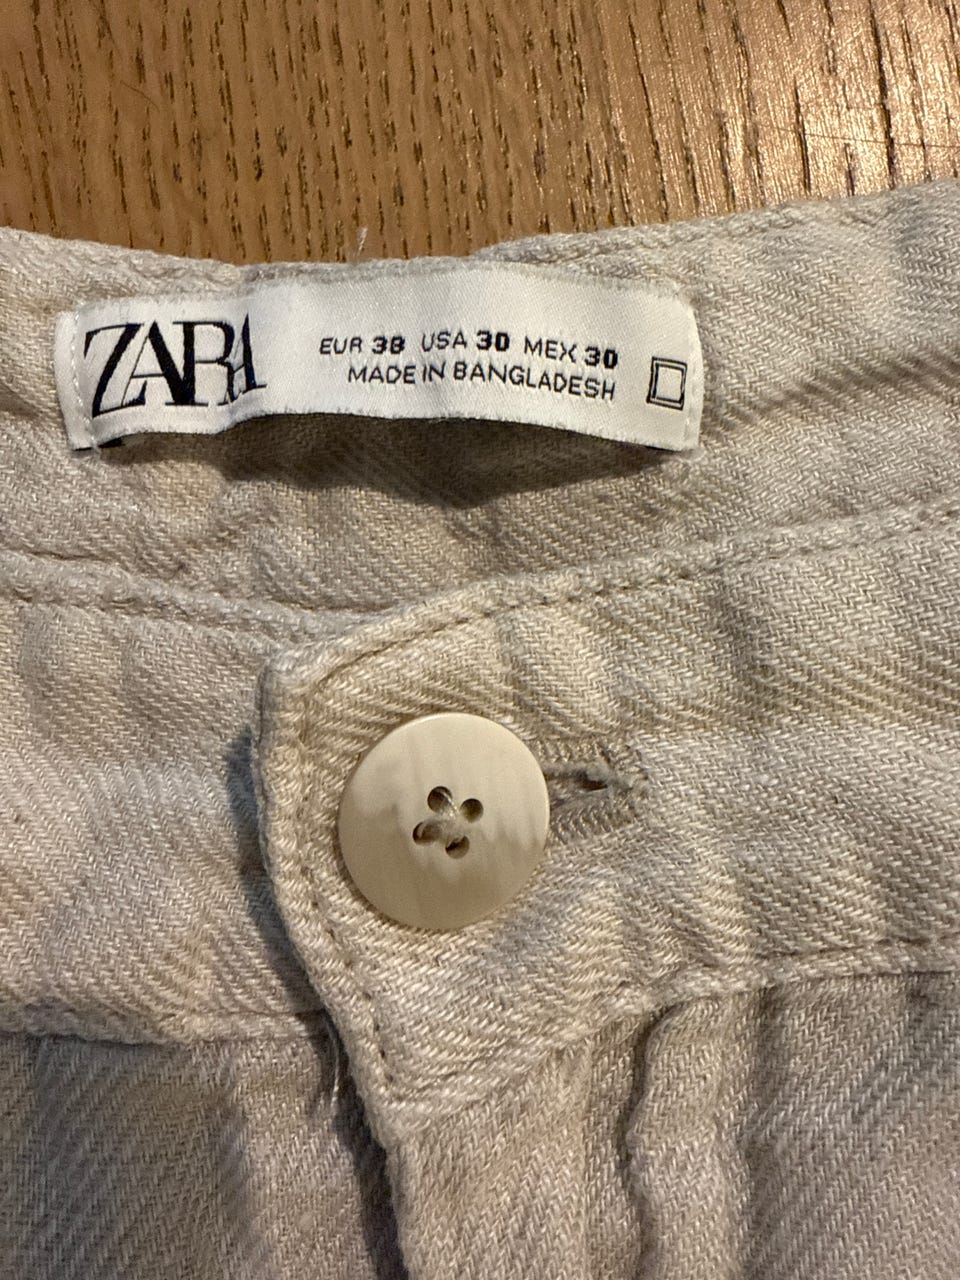 ZARA
EUR 38 USA 30 MEX 30
MADE IN BANGLADESH